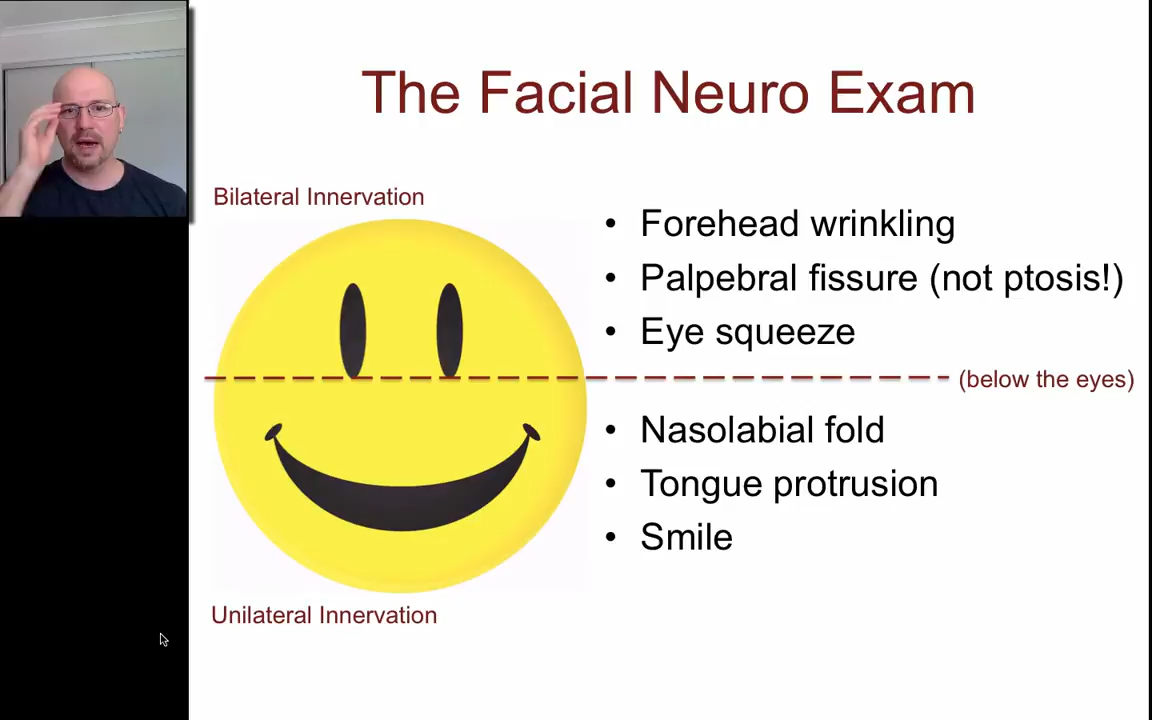 The Facial Neuro Exam
Bilateral Innervation
• Forehead wrinkling
• Palpebral fissure (not ptosis!)
• Eye squeeze
(below the eyes)
• Nasolabial fold
• Tongue protrusion
• Smile
Unilateral Innervation